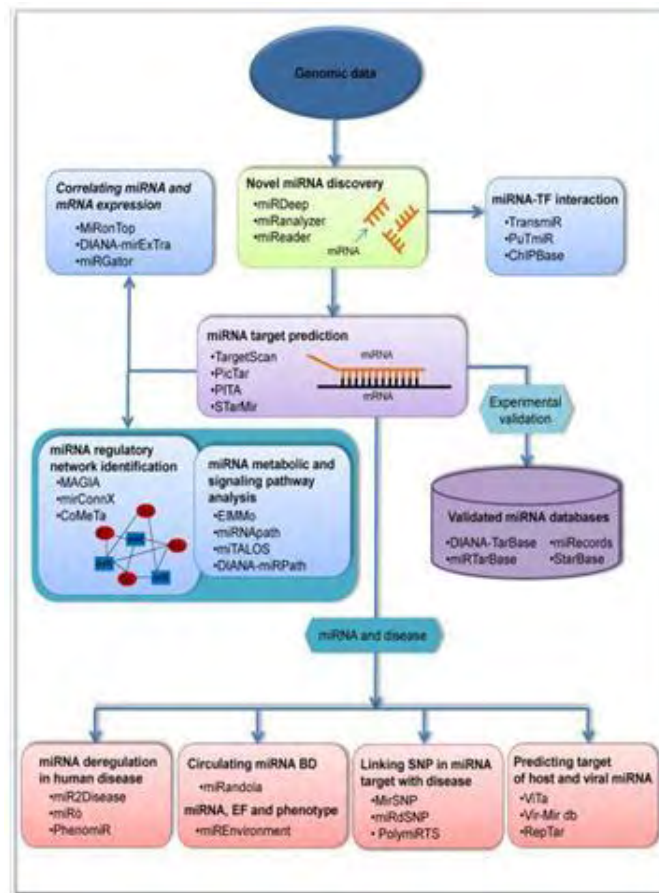 Genomic data
Correlating miRNA and
mRNA expression
•MiRonTop
•DIANA-mirExTra
•miRGator
Novel miRNA discovery
•miRDeep
•miRanalyzer
•miReader
miRNA
miRNA-TF interaction
•TransmiR
•PuTmiR
•ChIPBase
miRNA target prediction
•TargetScan
•PicTar
•PITA
•STarMir
miRNA
mRNA
Experimental
validation
miRNA regulatory
network identification
•MAGIA
•mirConnX
•CoMeTa
miRNA metabolic and
signaling pathway
analysis
•EIMMo
•miRNApath
•miTALOS
•DIANA-miRPath
Validated miRNA databases
•DIANA-TarBase •miRecords
•miRTarBase •StarBase
miRNA and disease
miRNA deregulation
in human disease
•miR2Disease
•miRò
•PhenomiR
Circulating miRNA BD
•miRandola
miRNA, EF and phenotype
•miREnvironment
Linking SNP in miRNA
target with disease
•MirSNP
•miRdSNP
•PolymiRTS
Predicting target
of host and viral miRNA
•ViTa
•Vir-Mir db
•RepTar